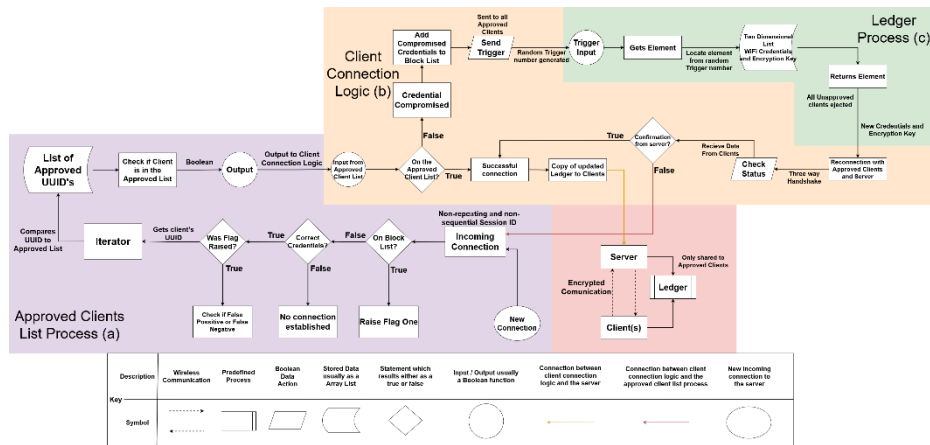 Ledger
Process (c)
Client
Connection
Logic (b)
Add
Compromised
Credentials to
Block List
Sent to all
Approved
Clients
Send
Trigger
Random Trigger
number generated
Trigger
Input
Gets Element
Locate element
from random
Trigger number
Two Dimensional
List
WIFI Credentials
and Encryption Key
Returns Element
All Unapproved
clients ejected
New Credentials and
Encryption Key
Credential
Compromised
False
True
Confirmation
from server?
Recieve Data
From Clients
False
List of
Approved
UUID's
Check if Client
is in the
Approved List
Boolean
Output
Output to Client
Connection Logic
Input from
Approved
Client List
On the
Approved
Client List?
True
Successful
connection
Copy of updated
Ledger to Clients
Check
Status
Three way
Handshake
Reconnection with
Approved Clients
and Server
Compares
UUID to
Approved List
Iterator
Gets client's
UUID
Was Flag
Raised?
True
Correct
Credentials?
False
On Block
List?
Non-repeating and non-
sequential Session ID
Incoming
Connection
True
False
True
Check if False
Possitive or False
Negative
No connection
established
Raise Flag One
New
Connection
Approved Clients
List Process (a)
Server
Only shared to
Approved Clients
Encrypted
Comunication
Ledger
Client(s)
Description
Wireless
Communication
Predefined
Process
Boolean
Data
Action
Stored Data
usually as a
Array List
Statement which
results either as a
true or false
Input / Output usually
a Boolean function
Connection between
client connection
logic and the server
Connection between client
connection logic and the
approved client list process
New Incoming
connection to
the server
Key
Symbol